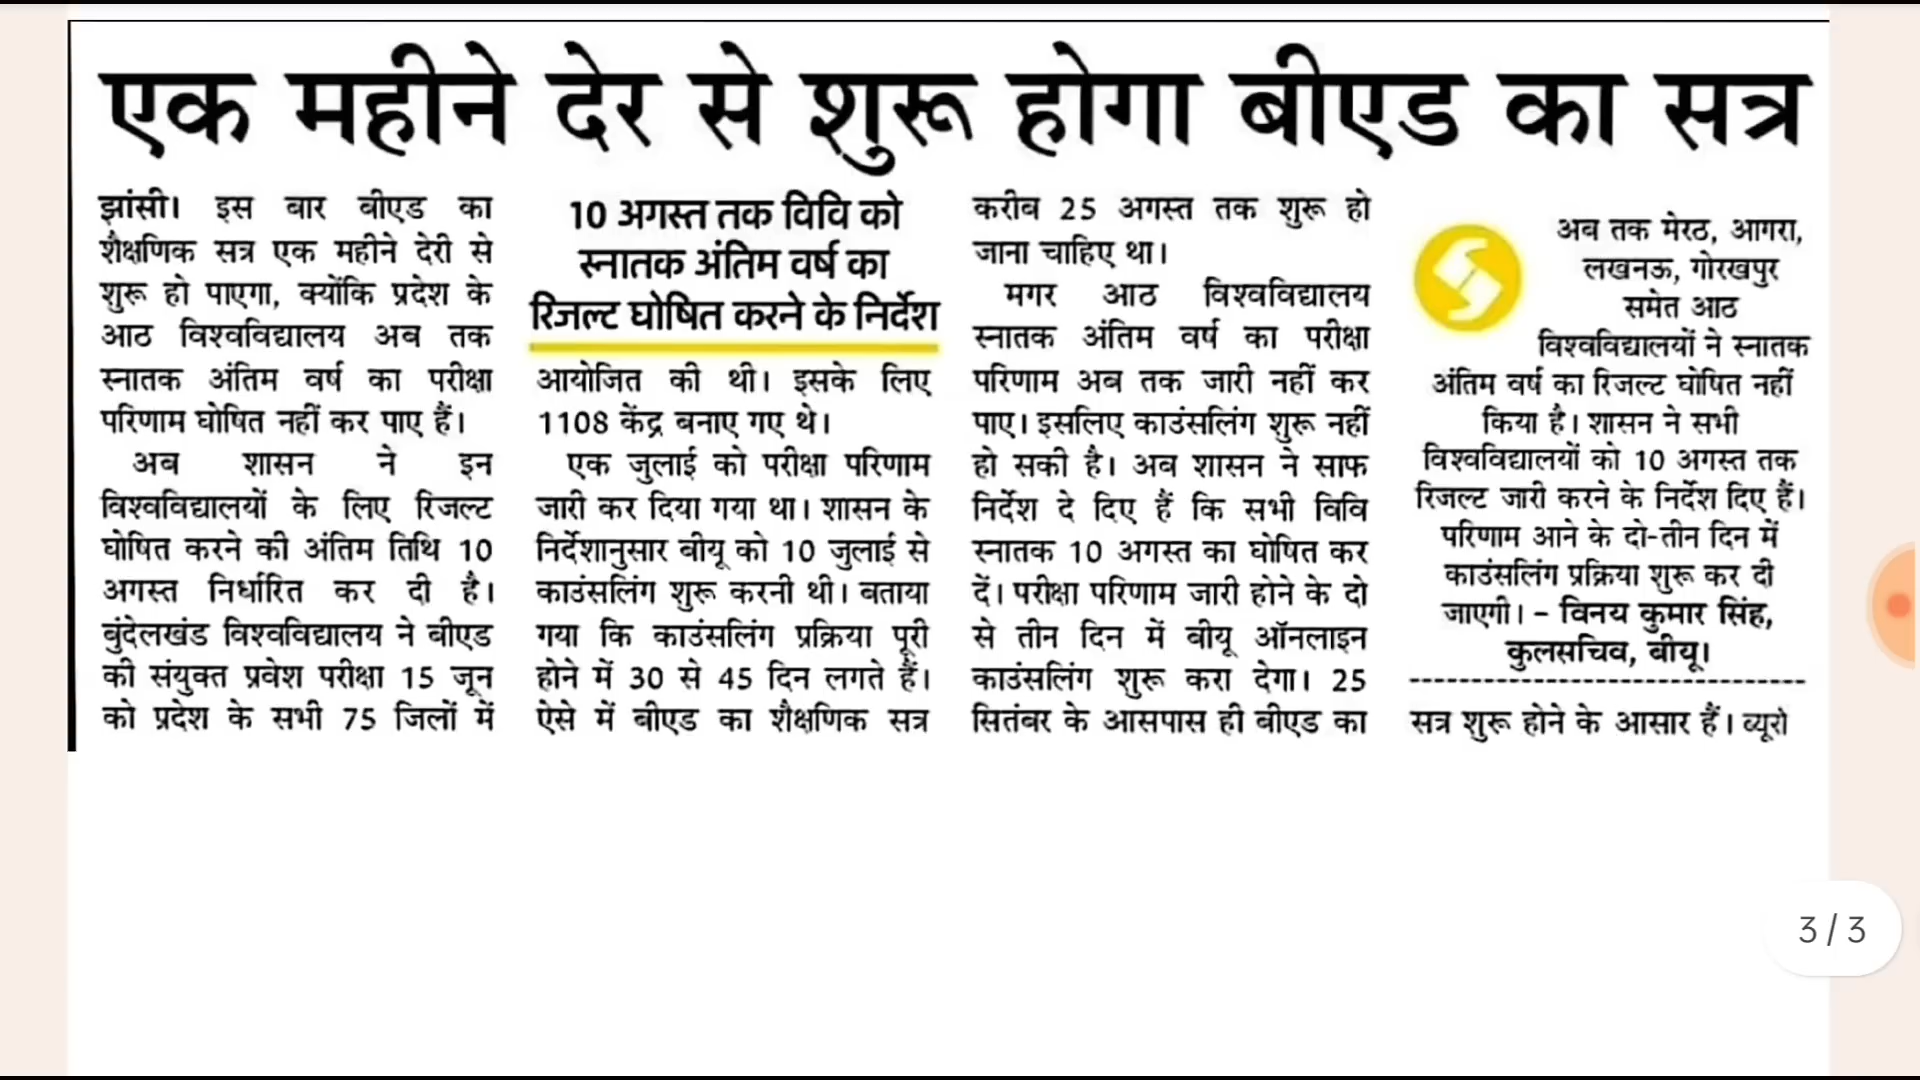 एक महीने देर से शुरू होगा बीएड का सत्र
झांसी। इस बार बीएड का
शैक्षणिक सत्र एक महीने देरी से
शुरू हो पाएगा, क्योंकि प्रदेश के
आठ विश्वविद्यालय अब तक
स्नातक अंतिम वर्ष का परीक्षा
परिणाम घोषित नहीं कर पाए हैं।
अब शासन ने इन
विश्वविद्यालयों के लिए रिजल्ट
घोषित करने की अंतिम तिथि 10
अगस्त निर्धारित कर दी है।
बुंदेलखंड विश्वविद्यालय ने बीएड
की संयुक्त प्रवेश परीक्षा 15 जून
को प्रदेश के सभी 75 जिलों में
10 अगस्त तक विवि को
स्नातक अंतिम वर्ष का
रिजल्ट घोषित करने के निर्देश
आयोजित की थी। इसके लिए
1108 केंद्र बनाए गए थे।
एक जुलाई को परीक्षा परिणाम
जारी कर दिया गया था। शासन के
निर्देशानुसार बीयू को 10 जुलाई से
काउंसलिंग शुरू करनी थी। बताया
गया कि काउंसलिंग प्रक्रिया पूरी
होने में 30 से 45 दिन लगते हैं।
ऐसे में बीएड का शैक्षणिक सत्र
करीब 25 अगस्त तक शुरू हो
जाना चाहिए था।
मगर आठ विश्वविद्यालय
स्नातक अंतिम वर्ष का परीक्षा
परिणाम अब तक जारी नहीं कर
पाए। इसलिए काउंसलिंग शुरू नहीं
हो सकी है। अब शासन ने साफ
निर्देश दे दिए हैं कि सभी विवि
स्नातक 10 अगस्त का घोषित कर
दें। परीक्षा परिणाम जारी होने के दो
से तीन दिन में बीयू ऑनलाइन
काउंसलिंग शुरू करा देगा। 25
सितंबर के आसपास ही बीएड का
अब तक मेरठ, आगरा,
लखनऊ, गोरखपुर
समेत आठ
विश्वविद्यालयों ने स्नातक
अंतिम वर्ष का रिजल्ट घोषित नहीं
किया है। शासन ने सभी
विश्वविद्यालयों को 10 अगस्त तक
रिजल्ट जारी करने के निर्देश दिए हैं।
परिणाम आने के दो-तीन दिन में
काउंसलिंग प्रक्रिया शुरू कर दी
जाएगी। – विनय कुमार सिंह,
कुलसचिव, बीयू।
सत्र शुरू होने के आसार हैं। ब्यूरो
3 / 3